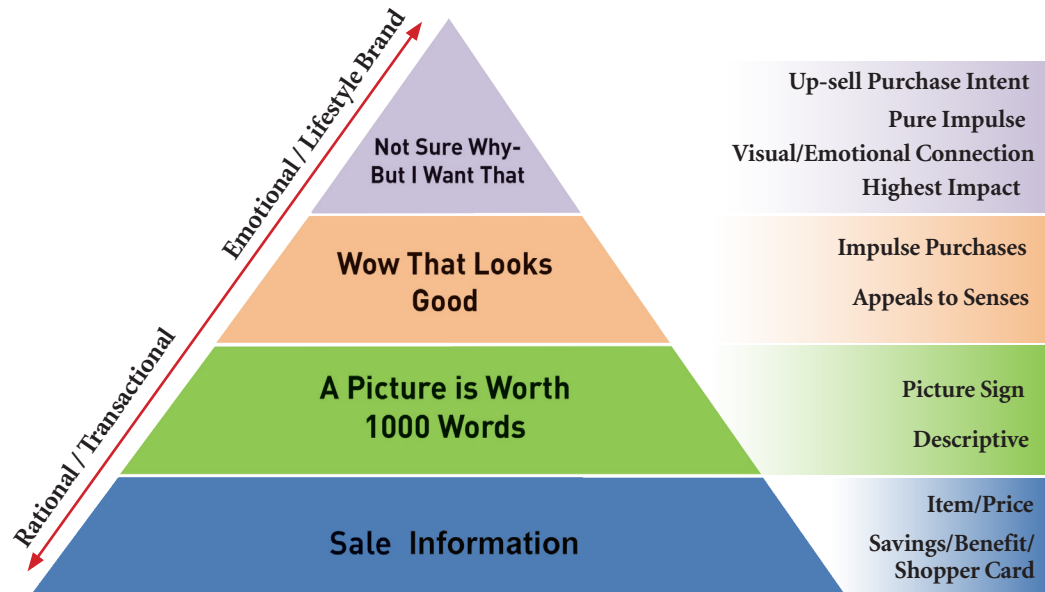 Emotional / Lifestyle Brand
Rational / Transactional
Not Sure Why-
But I Want That
Up-sell Purchase Intent
Pure Impulse
Visual/Emotional Connection
Highest Impact
Wow That Looks
Good
Impulse Purchases
Appeals to Senses
A Picture is Worth
1000 Words
Picture Sign
Descriptive
Sale Information
Item/Price
Savings/Benefit/
Shopper Card